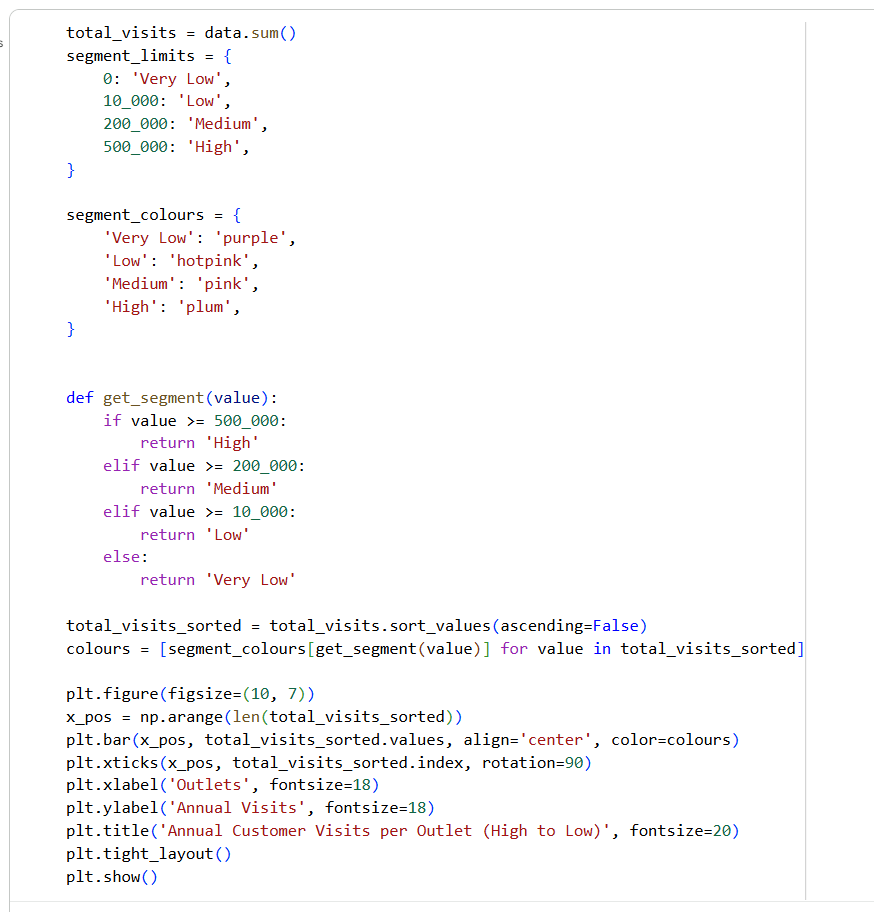 total_visits = data.sum()
segment_limits = {
    0: 'Very Low',
    10_000: 'Low',
    200_000: 'Medium',
    500_000: 'High',
}

segment_colours = {
    'Very Low': 'purple',
    'Low': 'hotpink',
    'Medium': 'pink',
    'High': 'plum',
}


def get_segment(value):
    if value >= 500_000:
        return 'High'
    elif value >= 200_000:
        return 'Medium'
    elif value >= 10_000:
        return 'Low'
    else:
        return 'Very Low'

total_visits_sorted = total_visits.sort_values(ascending=False)
colours = [segment_colours[get_segment(value)] for value in total_visits_sorted]

plt.figure(figsize=(10, 7))
x_pos = np.arange(len(total_visits_sorted))
plt.bar(x_pos, total_visits_sorted.values, align='center', color=colours)
plt.xticks(x_pos, total_visits_sorted.index, rotation=90)
plt.xlabel('Outlets', fontsize=18)
plt.ylabel('Annual Visits', fontsize=18)
plt.title('Annual Customer Visits per Outlet (High to Low)', fontsize=20)
plt.tight_layout()
plt.show()